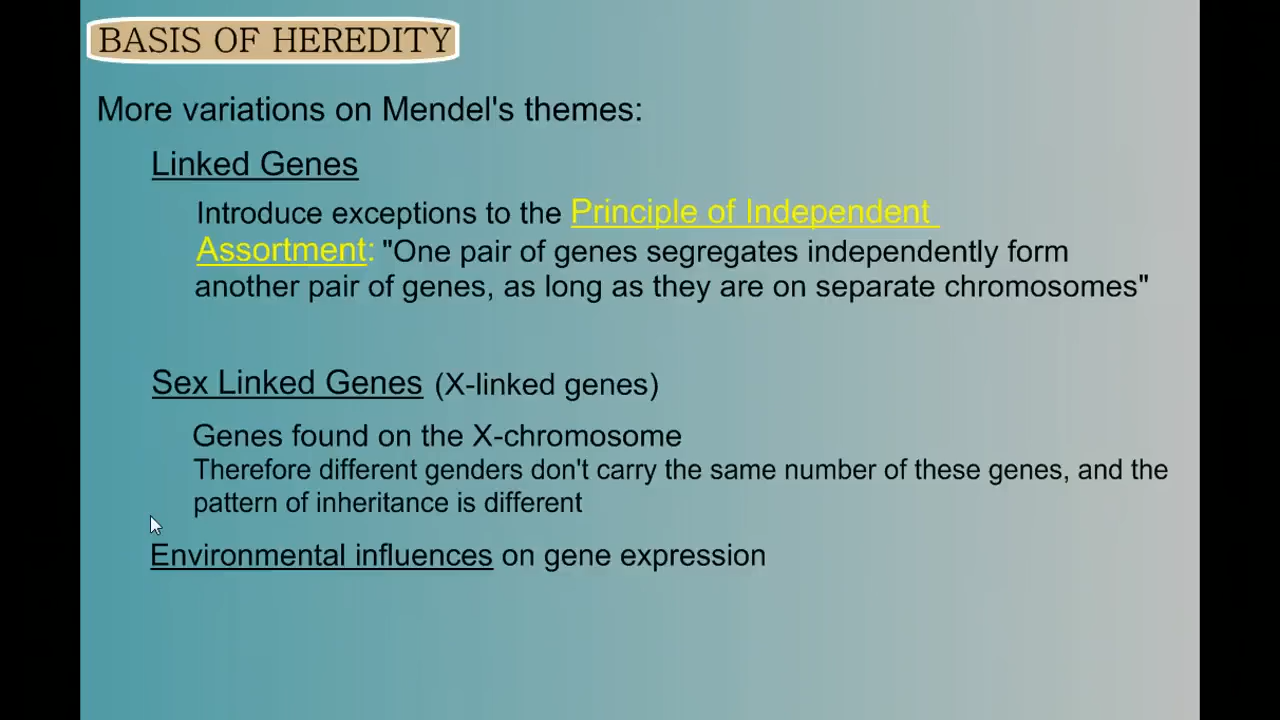 BASIS OF HEREDITY
More variations on Mendel's themes:
Linked Genes
Introduce exceptions to the Principle of Independent
Assortment: "One pair of genes segregates independently form
another pair of genes, as long as they are on separate chromosomes"
Sex Linked Genes (X-linked genes)
Genes found on the X-chromosome
Therefore different genders don't carry the same number of these genes, and the
pattern of inheritance is different
Environmental influences on gene expression